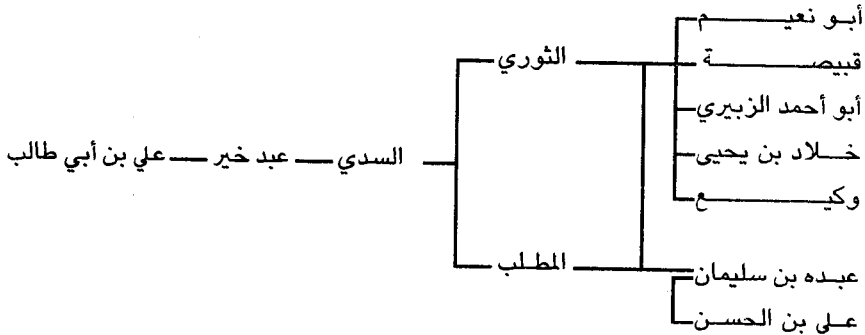 أبو نعيم
قبيصة
الثوري
أبو أحمد الزبيري
خلاد بن يحيى
السدي عبد خير علي بن أبي طالب
وكيع
المطلب
عبده بن سليمان
علي بن الحسن